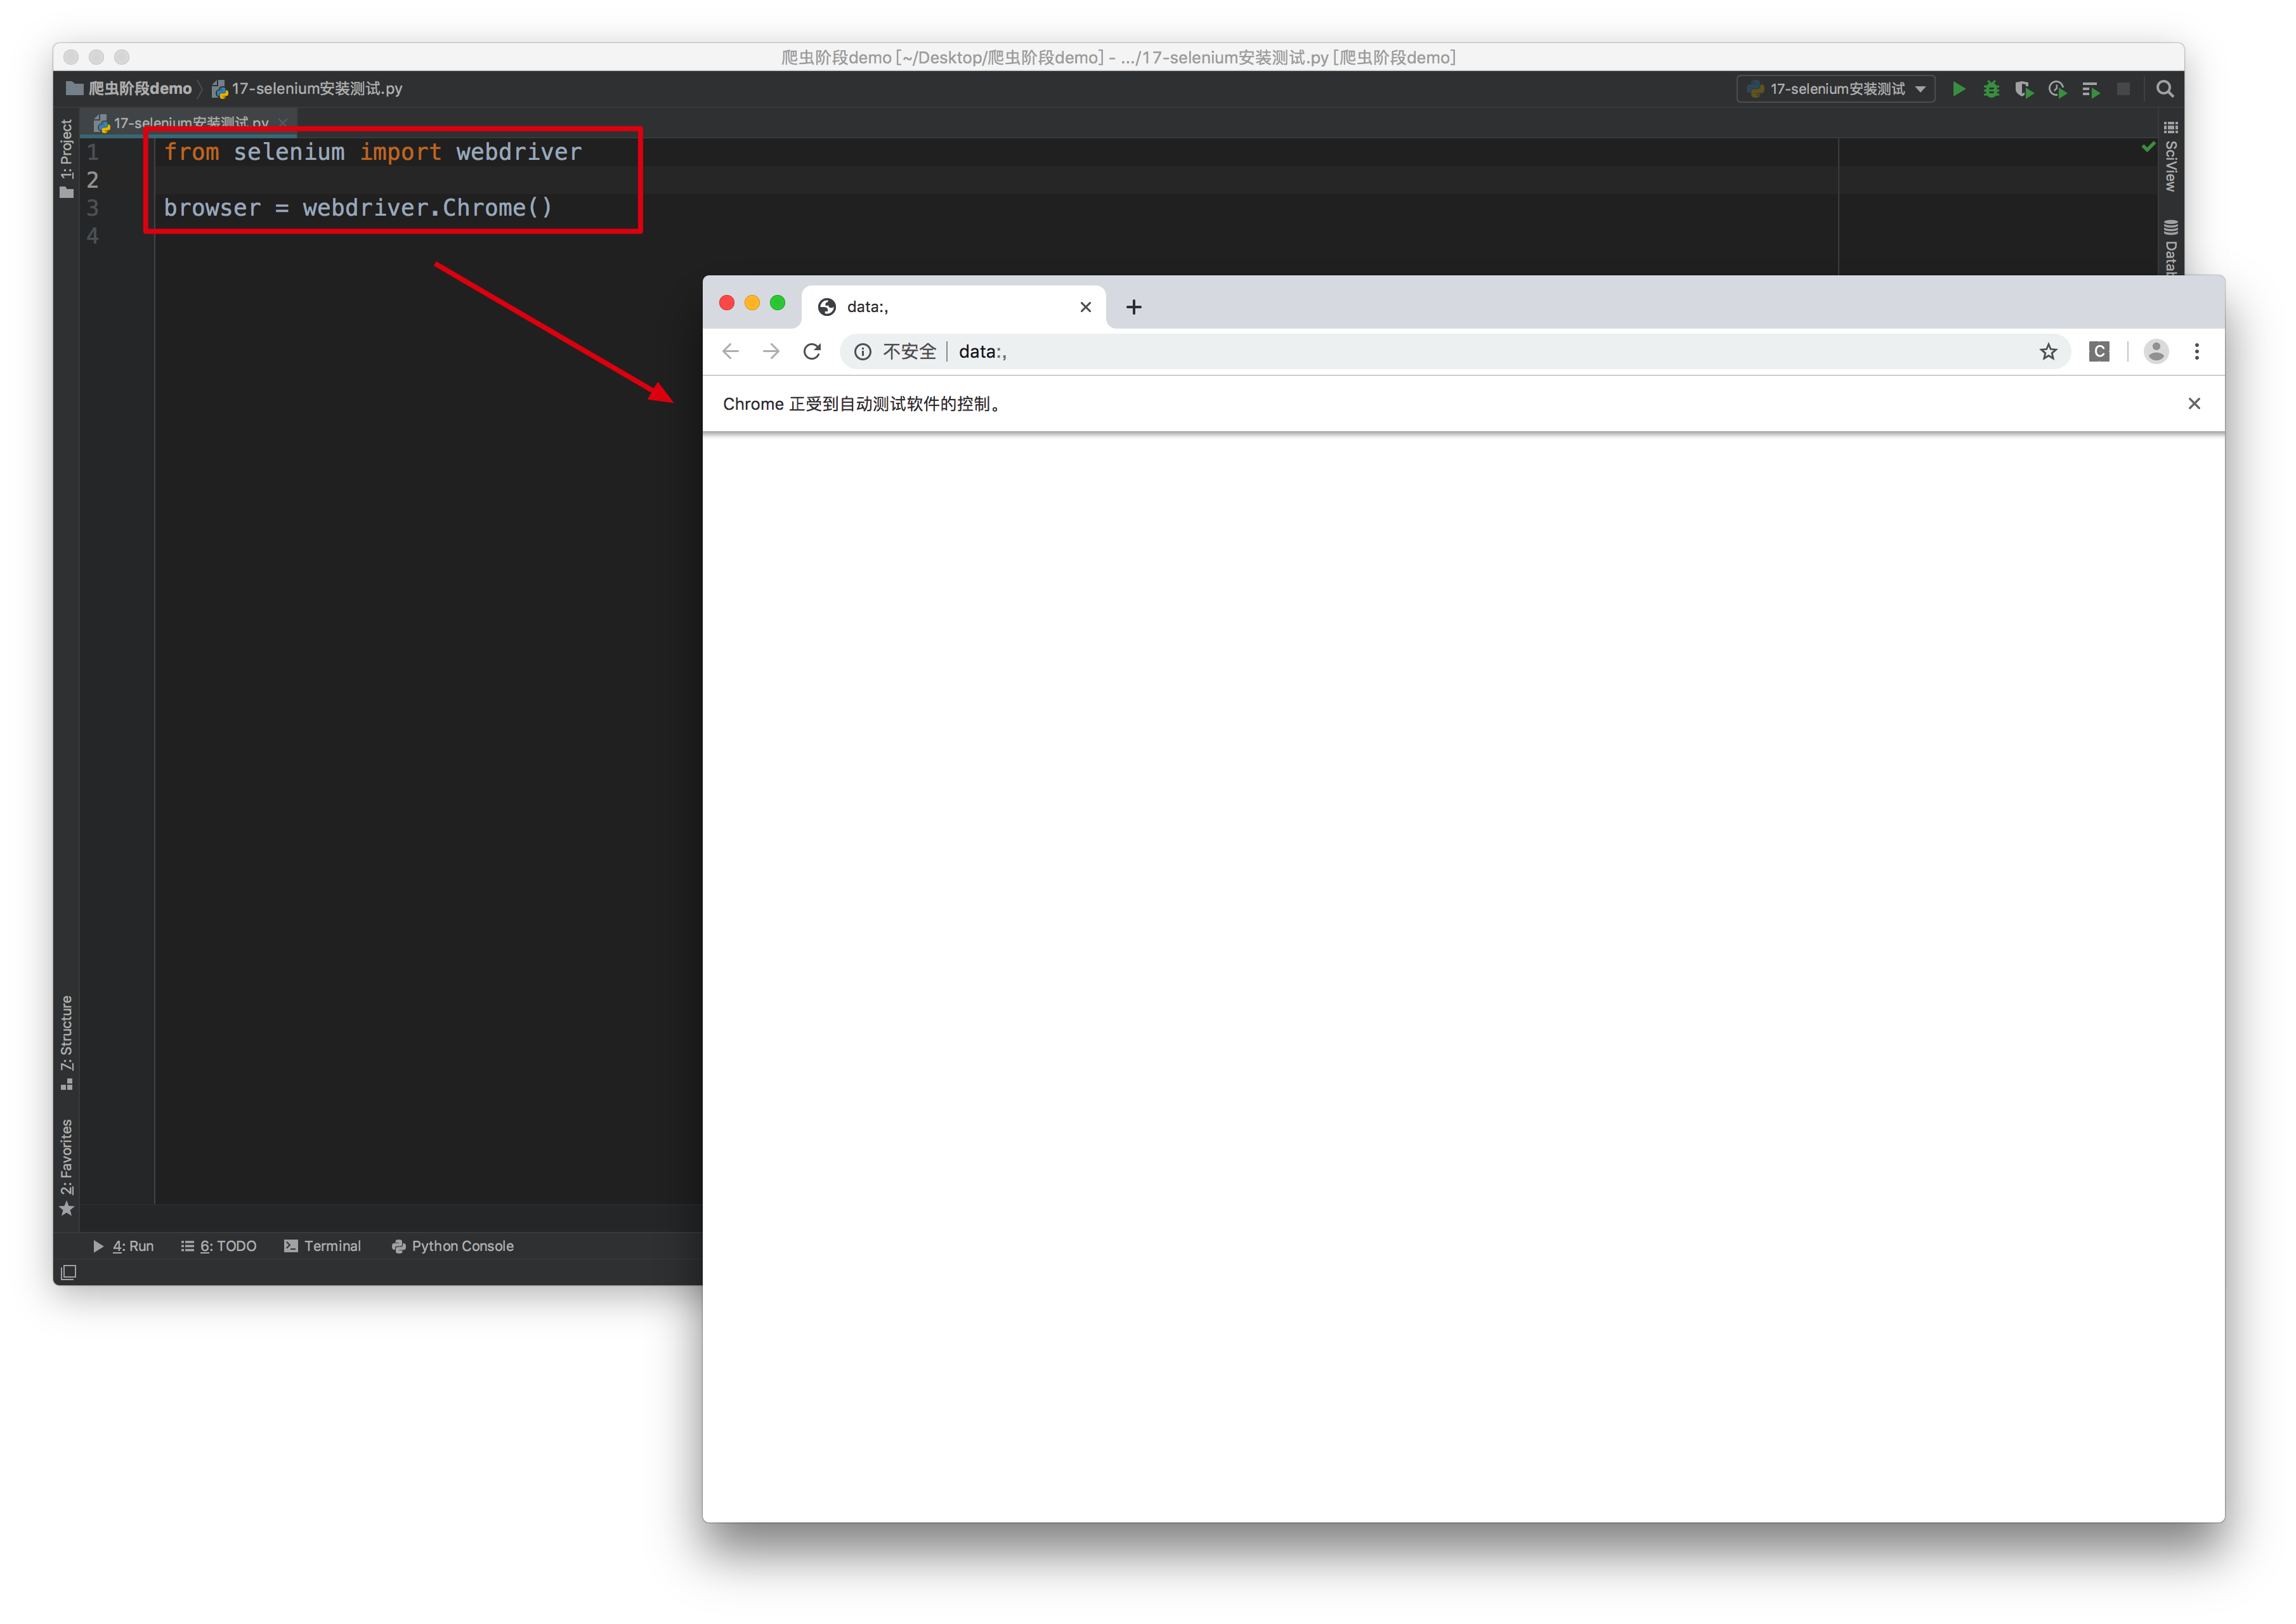 爬虫阶段demo [~/Desktop/爬虫阶段demo] - .../17-selenium安装测试.py [爬虫阶段demo]
爬虫阶段demo 17-selenium安装测试.py
17-selenium安装测试
17-selenium安装测试.py
1: Project
1 from selenium import webdriver
2
3 browser = webdriver.Chrome()
4
SciView
Datab
data:,
不安全 data:,
C
Chrome 正受到自动测试软件的控制。
Z: Structure
2: Favorites
4: Run 6: TODO Terminal Python Console